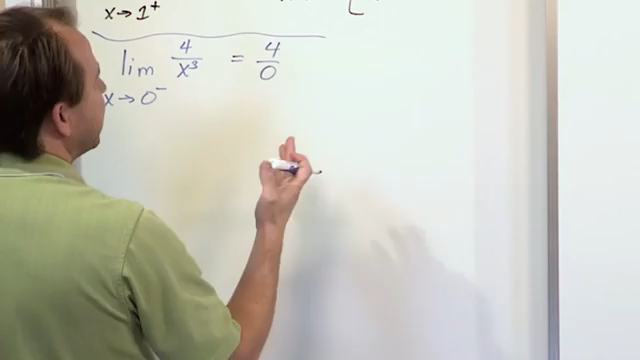 x→1⁺
lim 4/x³ = 4/0
x→0⁻